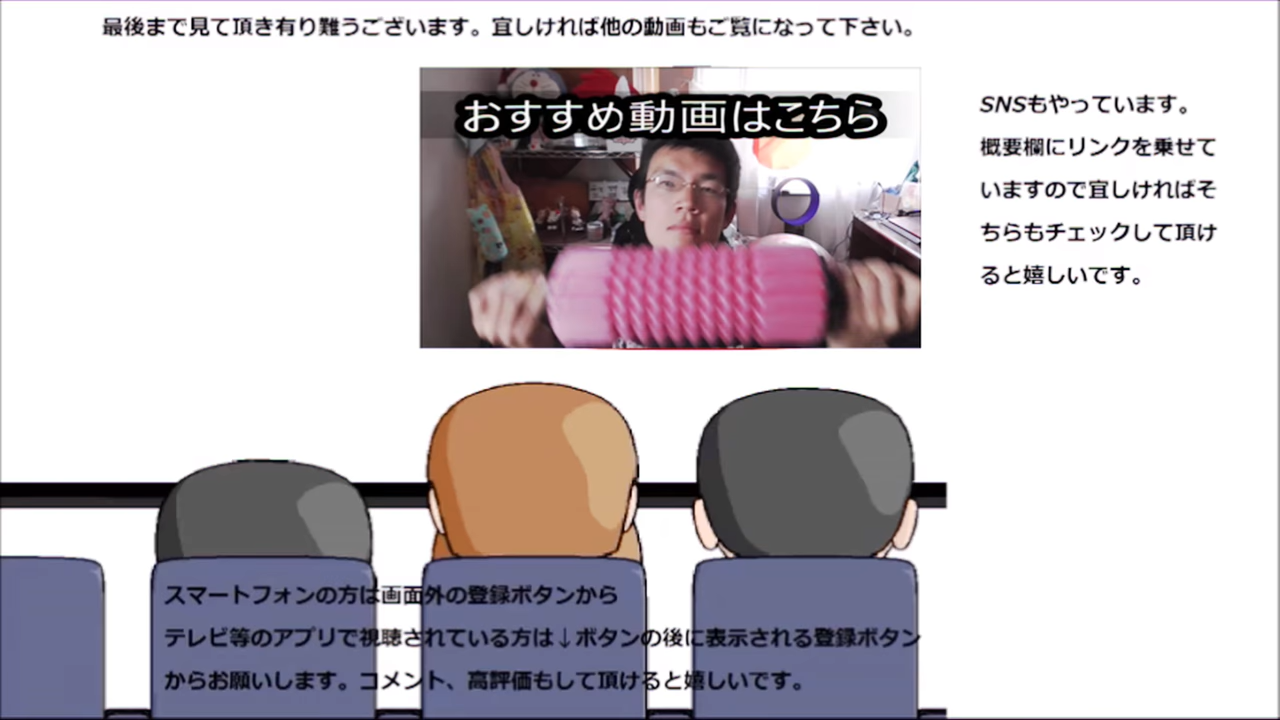 最後まで見て頂き有り難うございます。宜しければ他の動画もご覧になって下さい。
おすすめ動画はこちら
SNSもやっています。
概要欄にリンクを乗せて
いますので宜しければそ
ちらもチェックして頂け
ると嬉しいです。
スマートフォンの方は画面外の登録ボタンから
テレビ等のアプリで視聴されている方は↓ボタンの後に表示される登録ボタン
からお願いします。コメント、高評価もして頂けると嬉しいです。